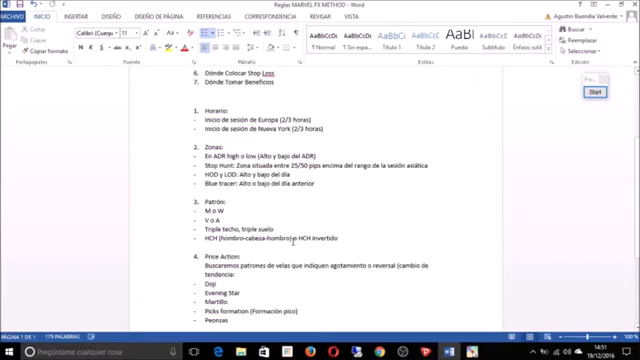 Reglas MARVEL FX METHOD - Word
ARCHIVO INICIO INSERTAR DISEÑO DISEÑO DE PÁGINA REFERENCIAS CORRESPONDENCIA REVISAR VISTA Agustin Buendia Valverde
Cortar
Copiar
Copiar formato
Pegar
Calibri (Cuerpo) 11
AaBbCcDc AaBbCcDc AaBbCc AaBbCcC AaBbC AaBbCcD
¶ Normal ¶ Sin espa... Título 1 Título 2 Título Subtítulo
Buscar
Reemplazar
Seleccionar
Portapapeles Fuente Párrafo Estilos Edición
Start
6. Dónde Colocar Stop Loss
7. Dónde Tomar Beneficios
1. Horario:
- Inicio de sesión de Europa (2/3 horas)
- Inicio de sesión de Nueva York (2/3 horas)
2. Zonas:
- En ADR high o low (Alto y bajo del ADR)
- Stop Hunt: Zona situada entre 25/50 pips encima del rango de la sesión asiática
- HOD y LOD: Alto y bajo del día
- Blue tracer: Alto o bajo del día anterior
3. Patrón:
- M o W
- V o A
- Triple techo, triple suelo
- HCH (hombro-cabeza-hombro) o HCH invertido
4. Price Action:
Buscaremos patrones de velas que indiquen agotamiento o reversal (cambio de
tendencia:
- Doji
- Evening Star
- Martillo
- Picks formation (Formación pico)
- Peonzas
PÁGINA 1 DE 1 179 PALABRAS 100%
Pregúntame cualquier cosa
14:51
19/12/2016